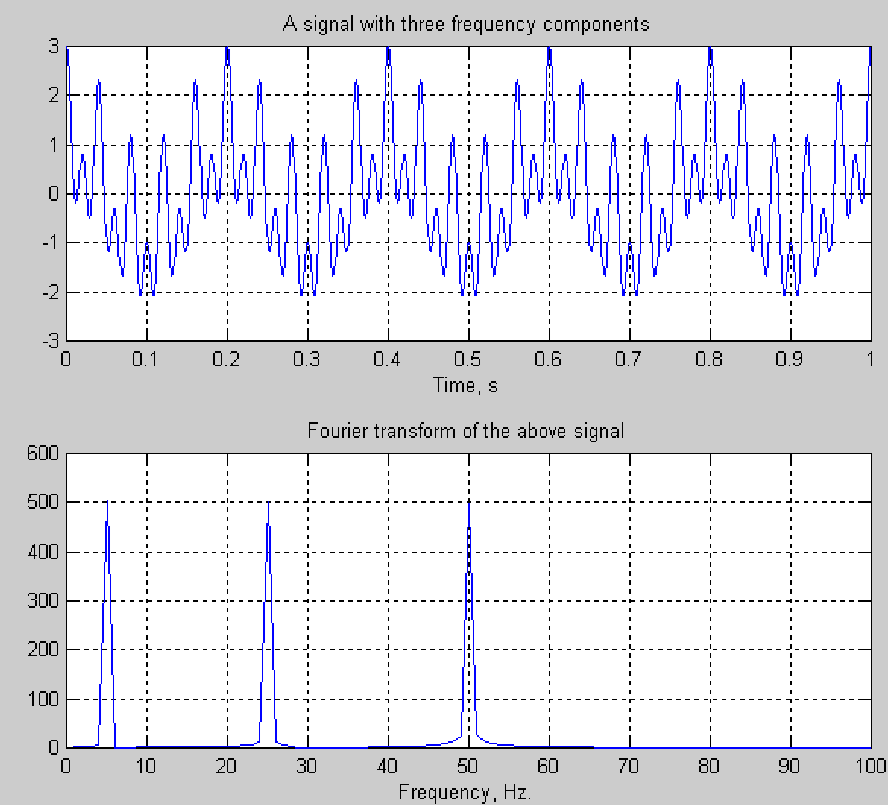 A signal with three frequency components
3
2
1
0
-1
-2
-3
0 0.1 0.2 0.3 0.4 0.5 0.6 0.7 0.8 0.9 1
Time, s
Fourier transform of the above signal
600
500
400
300
200
100
0
0 10 20 30 40 50 60 70 80 90 100
Frequency, Hz.